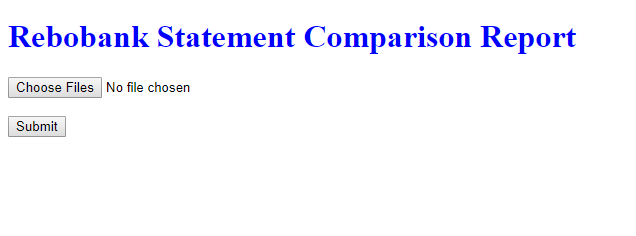 Rebobank Statement Comparison Report
Choose Files No file chosen
Submit